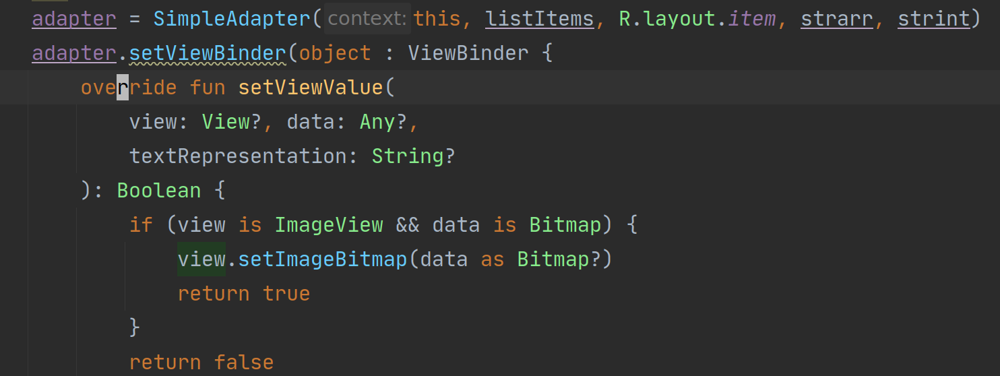 adapter = SimpleAdapter( context: this, listItems, R.layout.item, strarr, strint)
adapter.setViewBinder(object : ViewBinder {
override fun setViewValue(
view: View?, data: Any?,
textRepresentation: String?
): Boolean {
if (view is ImageView && data is Bitmap) {
view.setImageBitmap(data as Bitmap?)
return true
}
return false